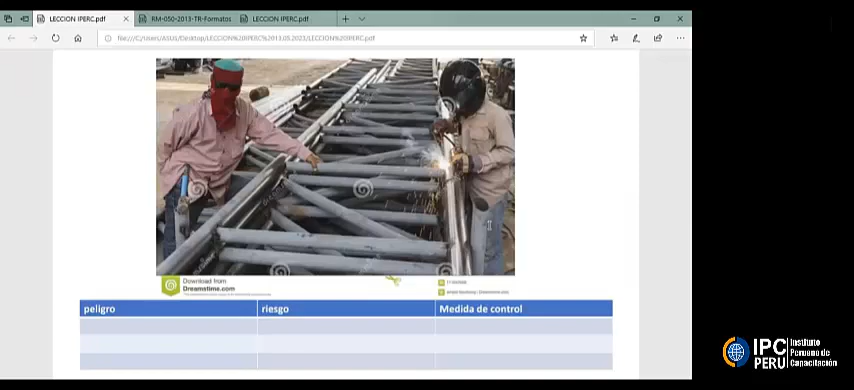 LECCION IPERC.pdf
RM-050-2013-TR-Formatos
LECCION IPERC.pdf
file:///C:/Users/ASUS/Desktop/LECCION%20IPERC%2013.05.2023/LECCION%20IPERC.pdf
Download from
Dreamstime.com
peligro
riesgo
Medida de control
IPC
PERU
Instituto
Peruano de
Capacitación